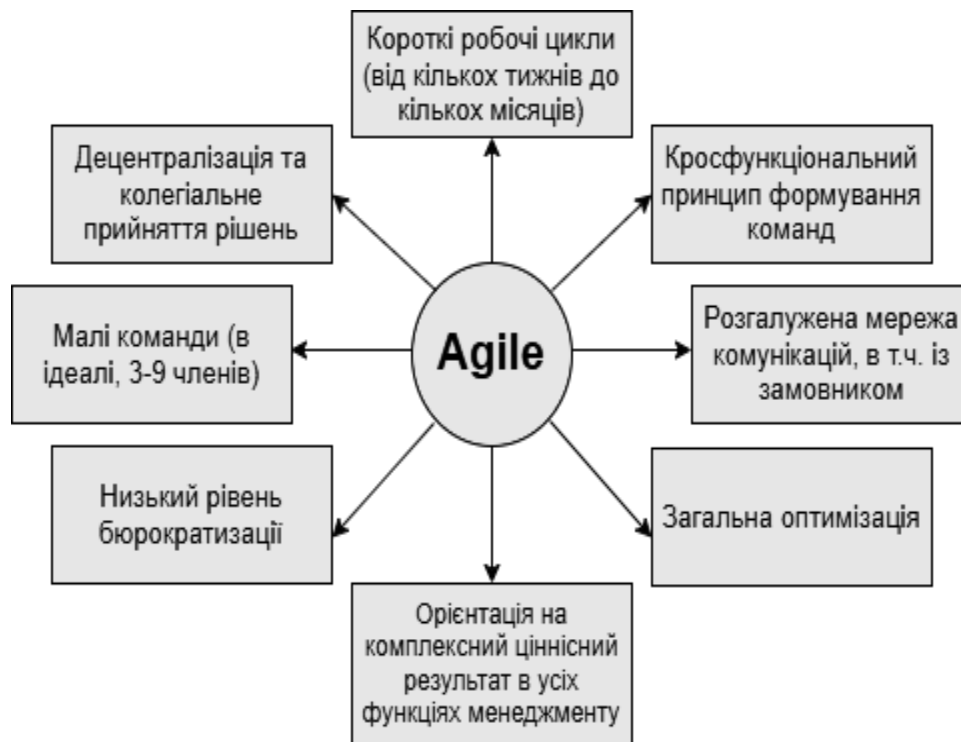 Короткі робочі цикли
(від кількох тижнів до
кількох місяців)
Децентралізація та
колегіальне
прийняття рішень
Кросфункціональний
принцип формування
команд
Малі команди (в
ідеалі, 3-9 членів)
Agile
Розгалужена мережа
комунікацій, в т.ч. із
замовником
Низький рівень
бюрократизації
Загальна оптимізація
Орієнтація на
комплексний ціннісний
результат в усіх
функціях менеджменту